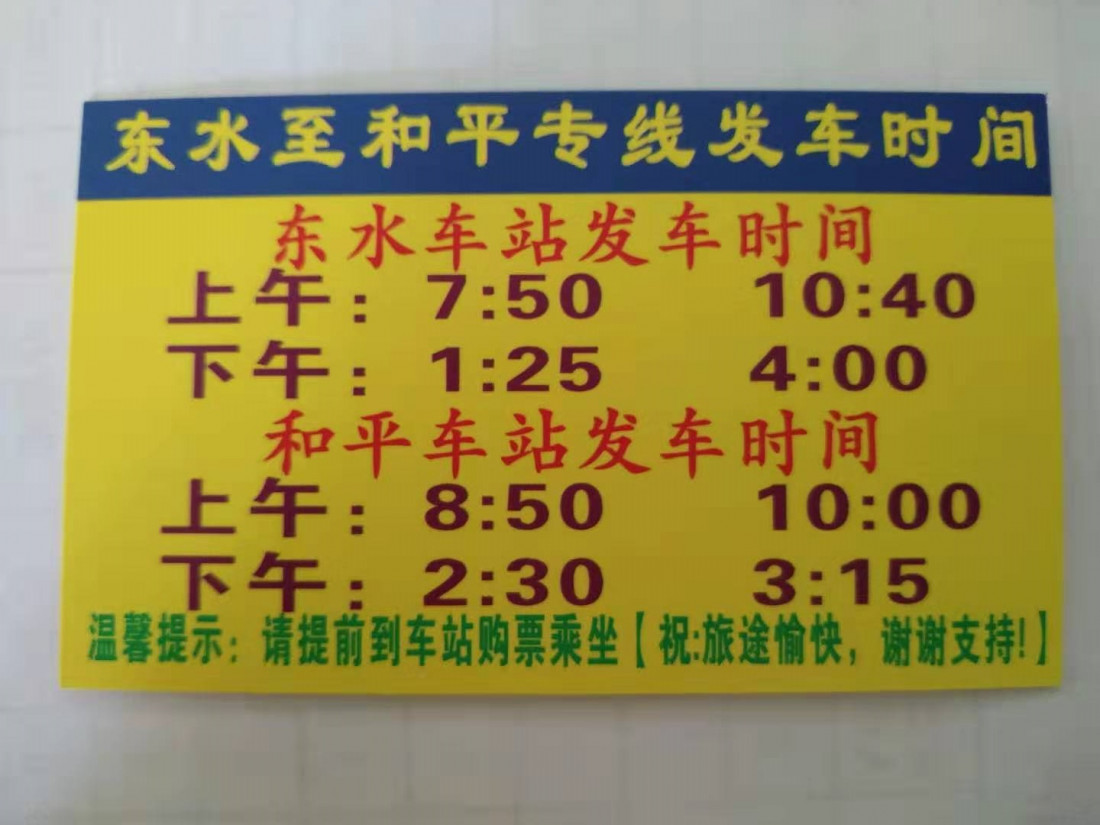 东水至和平专线发车时间
东水车站发车时间
上午：7:50 10:40
下午：1:25 4:00
和平车站发车时间
上午：8:50 10:00
下午：2:30 3:15
温馨提示：请提前到车站购票乘坐【祝:旅途愉快，谢谢支持!】